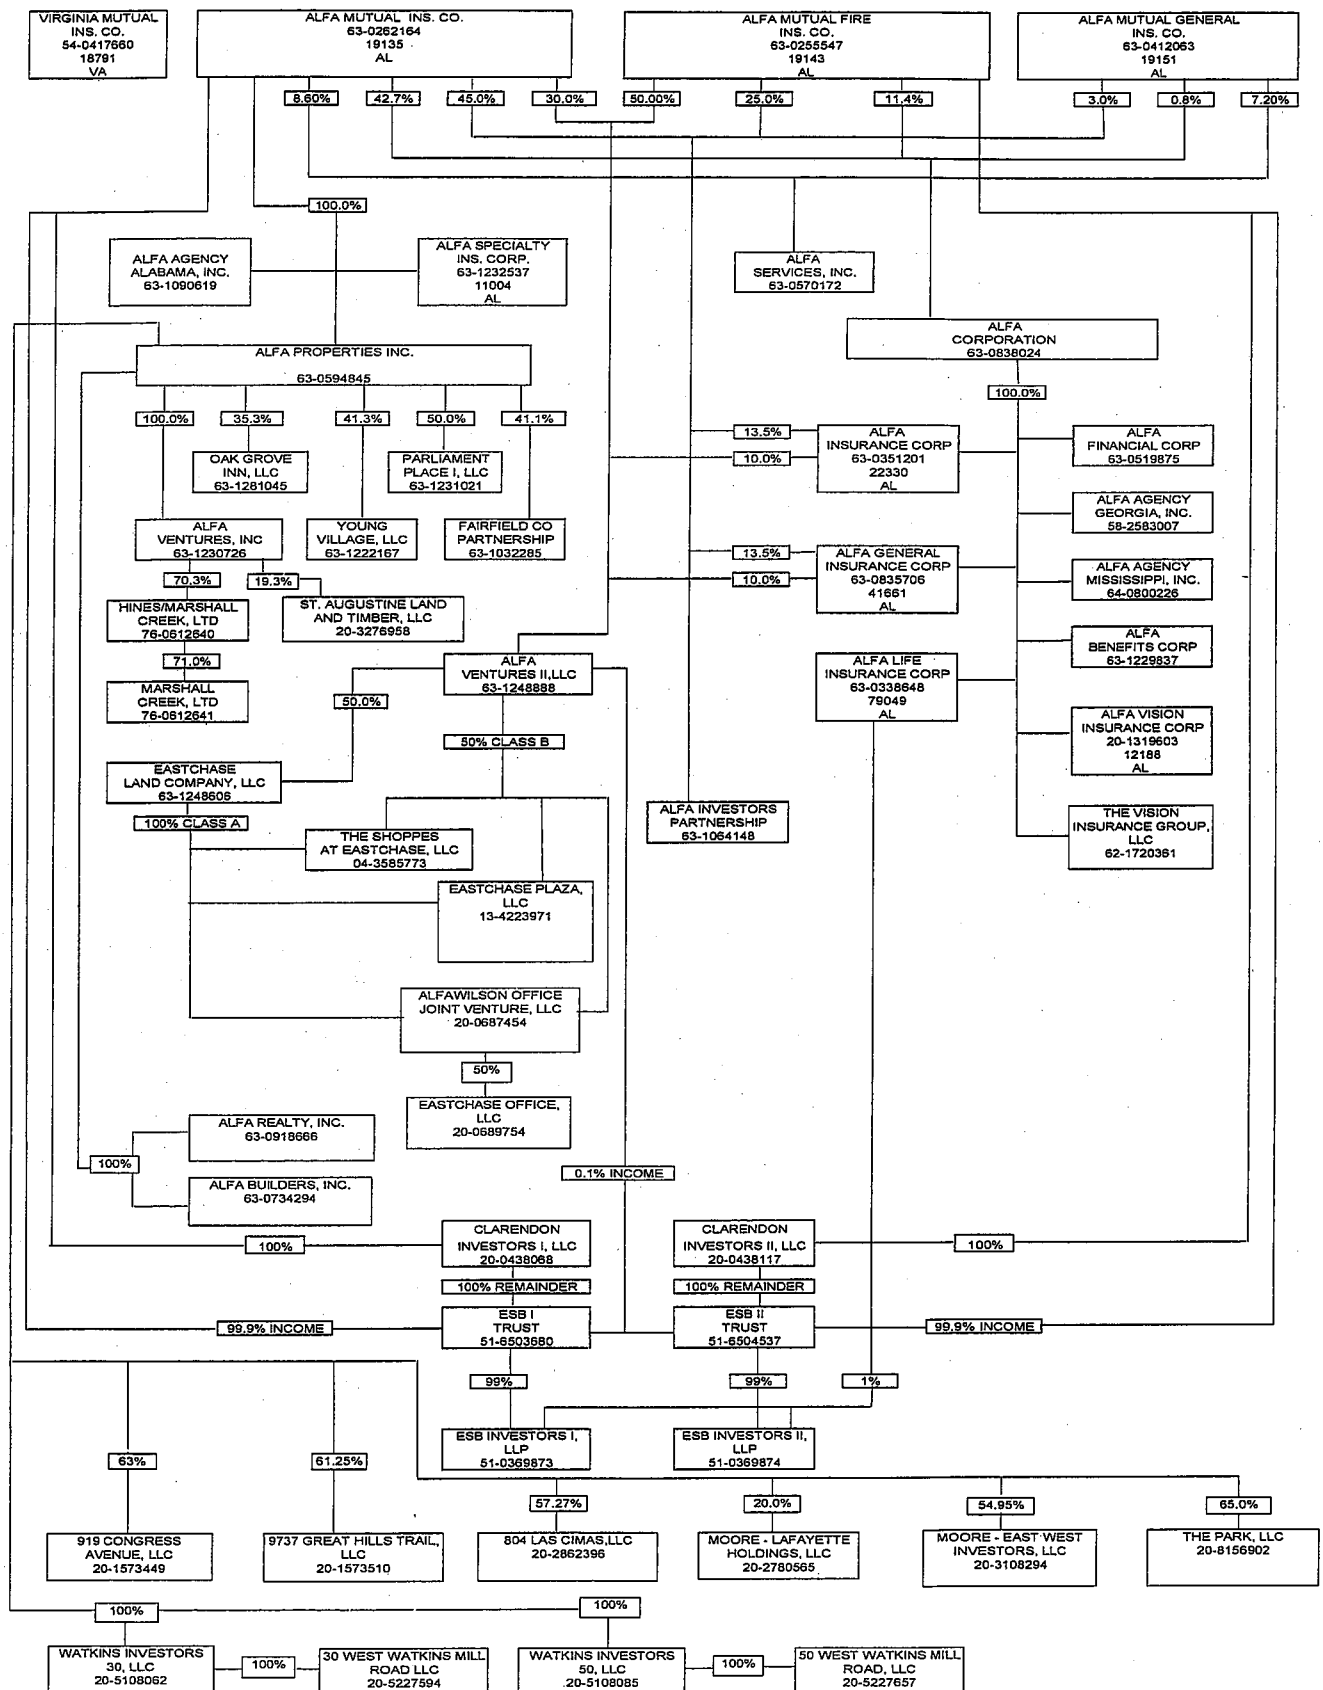 VIRGINIA MUTUAL
INS. CO.
54-0417660
18791
VA
ALFA MUTUAL INS. CO.
63-0262164
19135
AL
ALFA MUTUAL FIRE
INS. CO.
63-0255547
19143
AL
ALFA MUTUAL GENERAL
INS. CO.
63-0412063
19151
AL
8.60%
42.7%
45.0%
30.0%
50.00%
25.0%
11.4%
3.0%
0.8%
7.20%
100.0%
ALFA AGENCY
ALABAMA, INC.
63-1090619
ALFA SPECIALTY
INS. CORP.
63-1232537
11004
AL
ALFA
SERVICES, INC.
63-0570172
ALFA
CORPORATION
63-0838024
ALFA PROPERTIES INC.
63-0594845
100.0%
100.0%
35.3%
41.3%
50.0%
41.1%
OAK GROVE
INN, LLC
63-1281045
PARLIAMENT
PLACE I, LLC
63-1231021
13.5%
10.0%
ALFA
INSURANCE CORP
63-0351201
22330
AL
ALFA
FINANCIAL CORP
63-0519875
ALFA
VENTURES, INC
63-1230726
YOUNG
VILLAGE, LLC
63-1222167
FAIRFIELD CO
PARTNERSHIP
63-1032285
ALFA AGENCY
GEORGIA, INC.
58-2583007
13.5%
10.0%
ALFA GENERAL
INSURANCE CORP
63-0835706
41661
AL
ALFA AGENCY
MISSISSIPPI, INC.
64-0800226
70.3%
19.3%
HINES/MARSHALL
CREEK, LTD
76-0612640
ST. AUGUSTINE LAND
AND TIMBER, LLC
20-3276958
ALFA
BENEFITS CORP
63-1229837
71.0%
MARSHALL
CREEK, LTD
76-0612641
ALFA
VENTURES II,LLC
63-1248888
ALFA LIFE
INSURANCE CORP
63-0338648
79049
AL
50.0%
50% CLASS B
ALFA VISION
INSURANCE CORP
20-1319603
12188
AL
EASTCHASE
LAND COMPANY, LLC
63-1248606
100% CLASS A
THE SHOPPES
AT EASTCHASE, LLC
04-3585773
ALFA INVESTORS
PARTNERSHIP
63-1064148
THE VISION
INSURANCE GROUP,
LLC
62-1720361
EASTCHASE PLAZA,
LLC
13-4223971
ALFAWILSON OFFICE
JOINT VENTURE, LLC
20-0687454
50%
EASTCHASE OFFICE,
LLC
20-0689754
ALFA REALTY, INC.
63-0918666
100%
ALFA BUILDERS, INC.
63-0734294
0.1% INCOME
100%
CLARENDON
INVESTORS I, LLC
20-0438068
CLARENDON
INVESTORS II, LLC
20-0438117
100%
100% REMAINDER
100% REMAINDER
99.9% INCOME
ESB I
TRUST
51-6503680
ESB II
TRUST
51-6504537
99.9% INCOME
99%
99%
1%
ESB INVESTORS I,
LLP
51-0369873
ESB INVESTORS II,
LLP
51-0369874
63%
61.25%
57.27%
20.0%
54.95%
65.0%
919 CONGRESS
AVENUE, LLC
20-1573449
9737 GREAT HILLS TRAIL,
LLC
20-1573510
804 LAS CIMAS,LLC
20-2862396
MOORE - LAFAYETTE
HOLDINGS, LLC
20-2780565
MOORE - EAST WEST
INVESTORS, LLC
20-3108294
THE PARK, LLC
20-8156902
100%
100%
WATKINS INVESTORS
30, LLC
20-5108062
100%
30 WEST WATKINS MILL
ROAD LLC
20-5227594
WATKINS INVESTORS
50, LLC
20-5108085
100%
50 WEST WATKINS MILL
ROAD, LLC
20-5227657